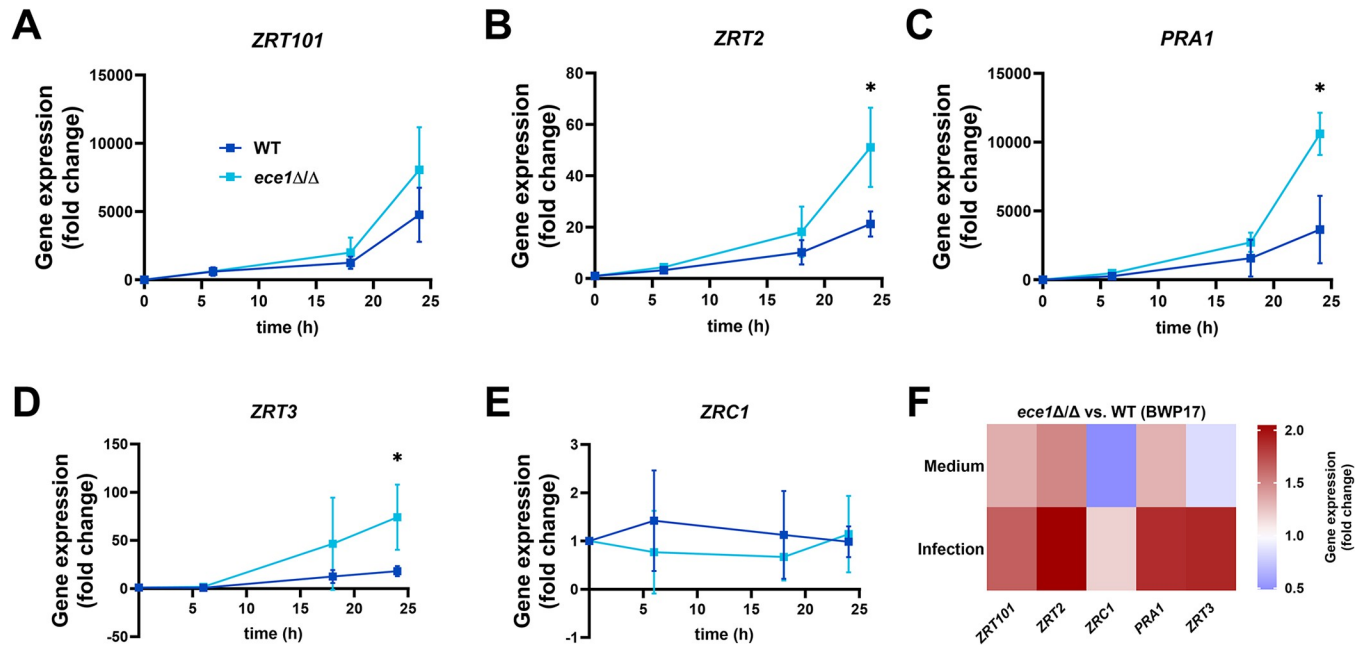 A
ZRT101
Gene expression
(fold change)
15000
10000
5000
0
WT
ece1Δ/Δ
0 5 10 15 20 25
time (h)
B
ZRT2
Gene expression
(fold change)
80
60
40
20
0
*
0 5 10 15 20 25
time (h)
C
PRA1
Gene expression
(fold change)
15000
10000
5000
0
*
0 5 10 15 20 25
time (h)
D
ZRT3
Gene expression
(fold change)
150
100
50
0
-50
*
5 10 15 20 25
time (h)
E
ZRC1
Gene expression
(fold change)
3
2
1
0
-1
5 10 15 20 25
time (h)
F
ece1Δ/Δ vs. WT (BWP17)
Medium
Infection
ZRT101 ZRT2 ZRC1 PRA1 ZRT3
2.0
1.5
1.0
0.5
Gene expression
(fold change)